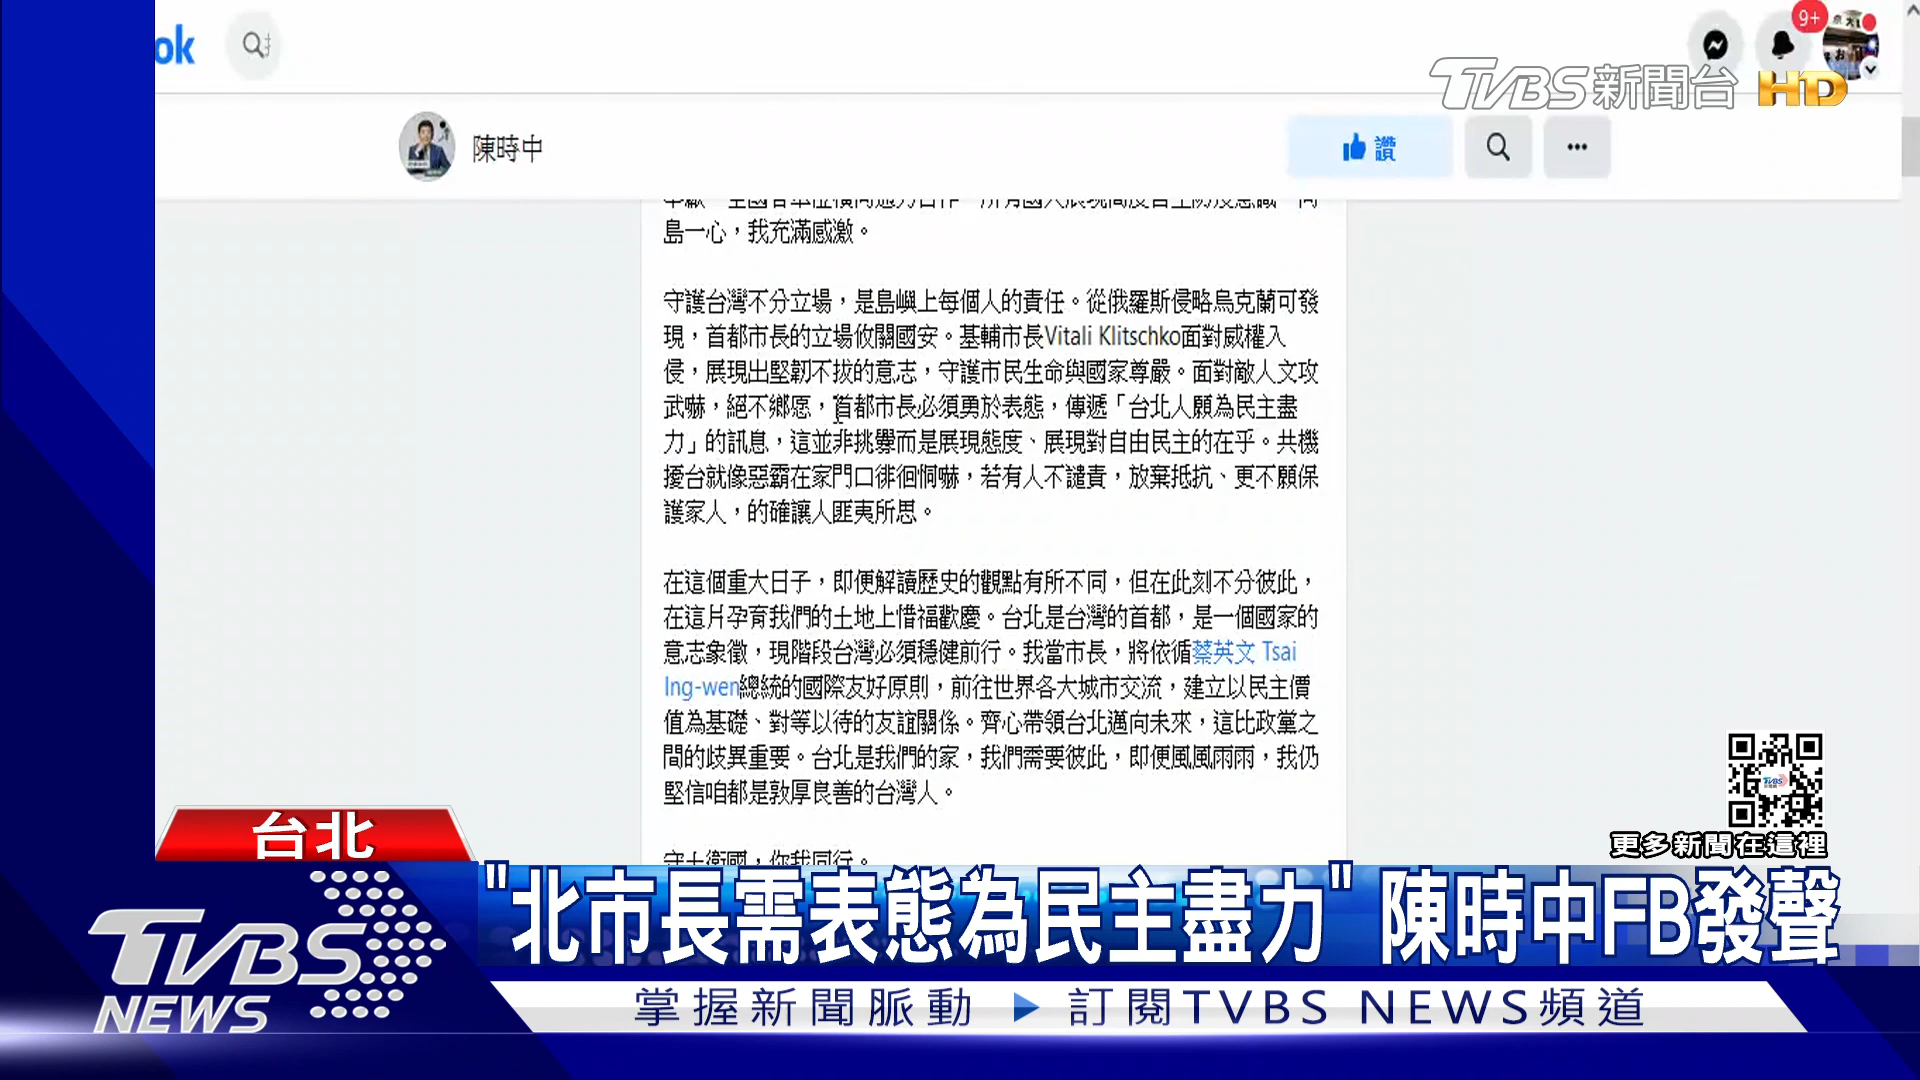 ok
9+
TVBS新聞台 HD
陳時中
讚
島一心，我充滿感激。
守護台灣不分立場，是島嶼上每個人的責任。從俄羅斯侵略烏克蘭可發
現，首都市長的立場攸關國安。基輔市長Vitali Klitschko面對威權入
侵，展現出堅韌不拔的意志，守護市民生命與國家尊嚴。面對敵人文攻
武嚇，絕不鄉愿，首都市長必須勇於表態，傳遞「台北人願為民主盡
力」的訊息，這並非挑釁而是展現態度、展現對自由民主的在乎。共機
擾台就像惡霸在家門口徘徊恫嚇，若有人不譴責，放棄抵抗、更不願保
護家人，的確讓人匪夷所思。
在這個重大日子，即便解讀歷史的觀點有所不同，但在此刻不分彼此，
在這片孕育我們的土地上惜福歡慶。台北是台灣的首都，是一個國家的
意志象徵，現階段台灣必須穩健前行。我當市長，將依循蔡英文 Tsai
Ing-wen總統的國際友好原則，前往世界各大城市交流，建立以民主價
值為基礎、對等以待的友誼關係。齊心帶領台北邁向未來，這比政黨之
間的歧異重要。台北是我們的家，我們需要彼此，即便風風雨雨，我仍
堅信咱都是敦厚良善的台灣人。
守土衛國，你我同行。
更多新聞在這裡
台北
"北市長需表態為民主盡力" 陳時中FB發聲
TVBS NEWS
掌握新聞脈動 ▶ 訂閱TVBS NEWS頻道